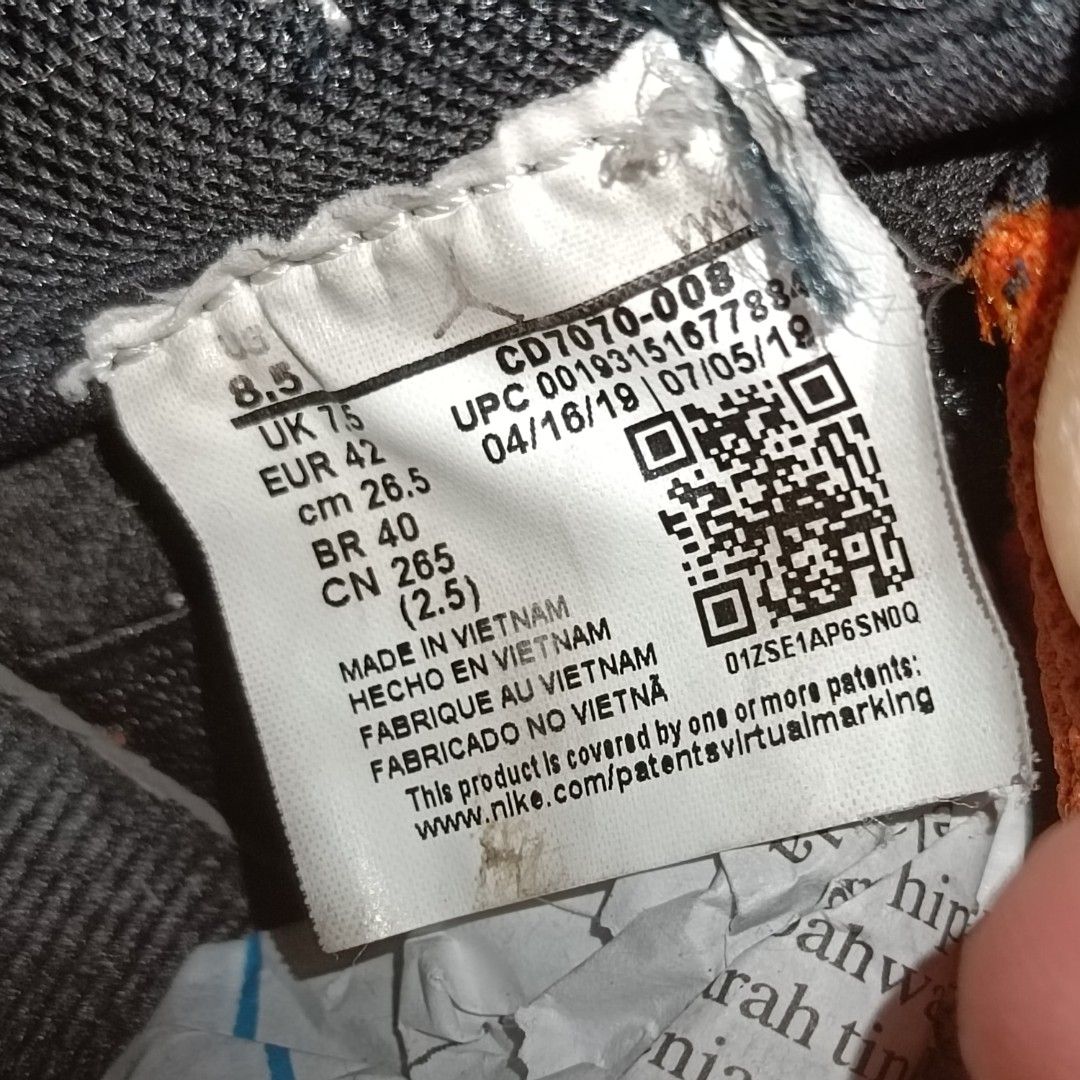 8.5
UK 7.5
EUR 42
cm 26.5
BR 40
CN 265
(2.5)
CD7070-008
UPC 00193151677884
04/16/19 | 07/05/19
01ZSE1AP6SN0Q
MADE IN VIETNAM
HECHO EN VIETNAM
FABRIQUE AU VIETNAM
FABRICADO NO VIETNÃ
This product is covered by one or more patents:
www.nike.com/patentsvirtualmarking